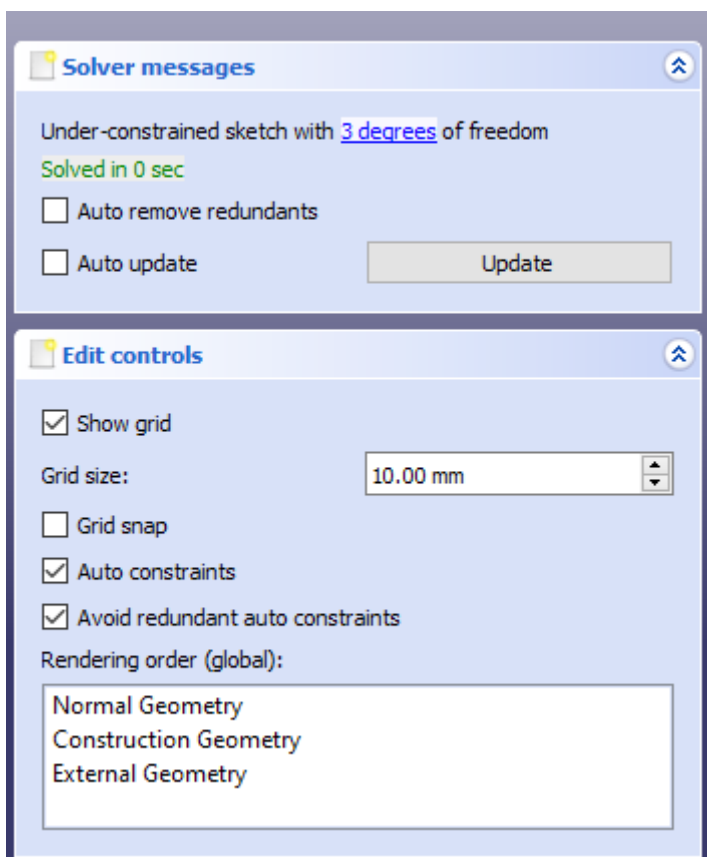 Solver messages
Under-constrained sketch with 3 degrees of freedom
Solved in 0 sec
Auto remove redundants
Auto update
Update
Edit controls
Show grid
Grid size:
10.00 mm
Grid snap
Auto constraints
Avoid redundant auto constraints
Rendering order (global):
Normal Geometry
Construction Geometry
External Geometry